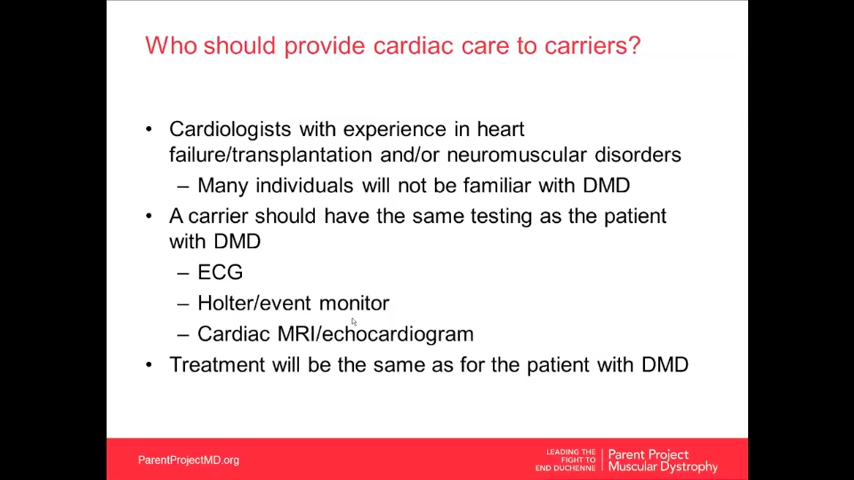 Who should provide cardiac care to carriers?
• Cardiologists with experience in heart
failure/transplantation and/or neuromuscular disorders
– Many individuals will not be familiar with DMD
• A carrier should have the same testing as the patient
with DMD
– ECG
– Holter/event monitor
– Cardiac MRI/echocardiogram
• Treatment will be the same as for the patient with DMD
ParentProjectMD.org
LEADING THE
FIGHT TO
END DUCHENNE
Parent Project
Muscular Dystrophy